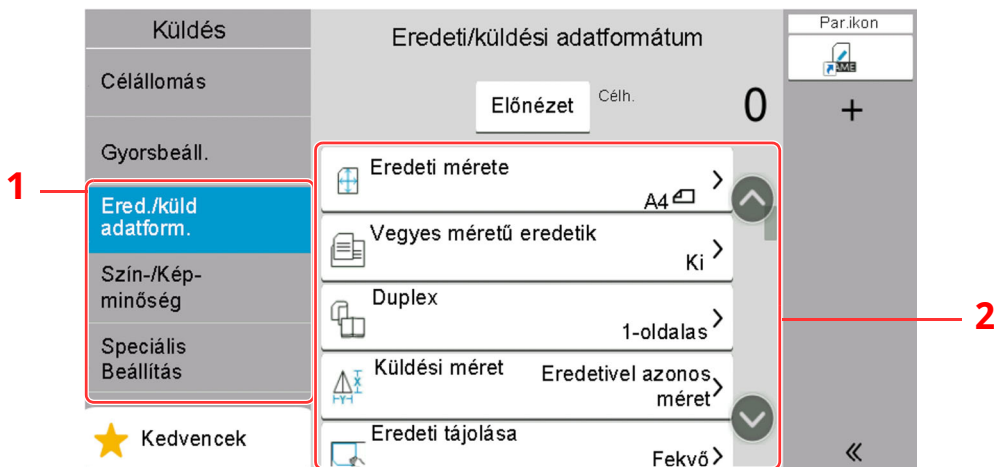 Küldés
Célállomás
Gyorsbeáll.
1
Ered./küld
adatform.
Szín-/Kép-
minőség
Speciális
Beállítás
Kedvencek
Eredeti/küldési adatformátum
Előnézet
Célh.
0
Eredeti mérete
A4
Vegyes méretű eredetik
Ki
Duplex
1-oldalas
Küldési méret
Eredetivel azonos
méret
Eredeti tájolása
Fekvő
Par.ikon
+
2